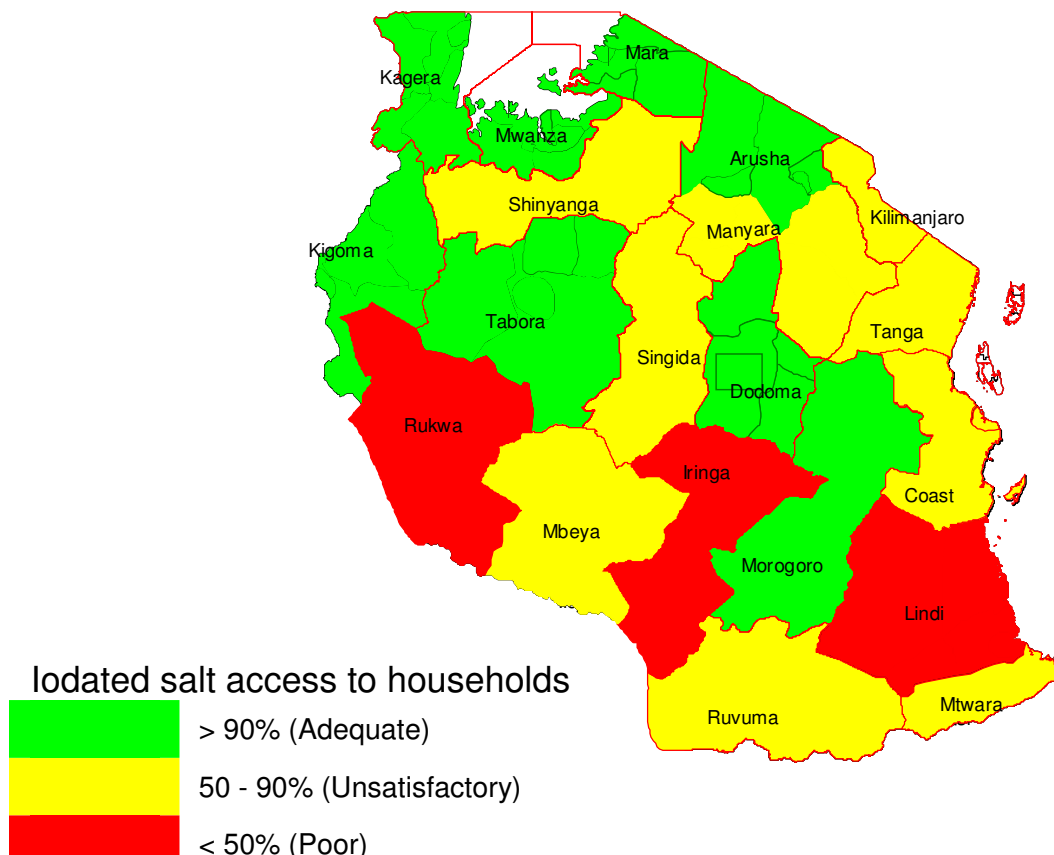 Mara
Kagera
Mwanza
Arusha
Shinyanga
Kilimanjaro
Manyara
Kigoma
Tabora
Tanga
Singida
Dodoma
Rukwa
Iringa
Coast
Mbeya
Morogoro
Lindi
Mtwara
Ruvuma
Iodated salt access to households
> 90% (Adequate)
50 - 90% (Unsatisfactory)
< 50% (Poor)